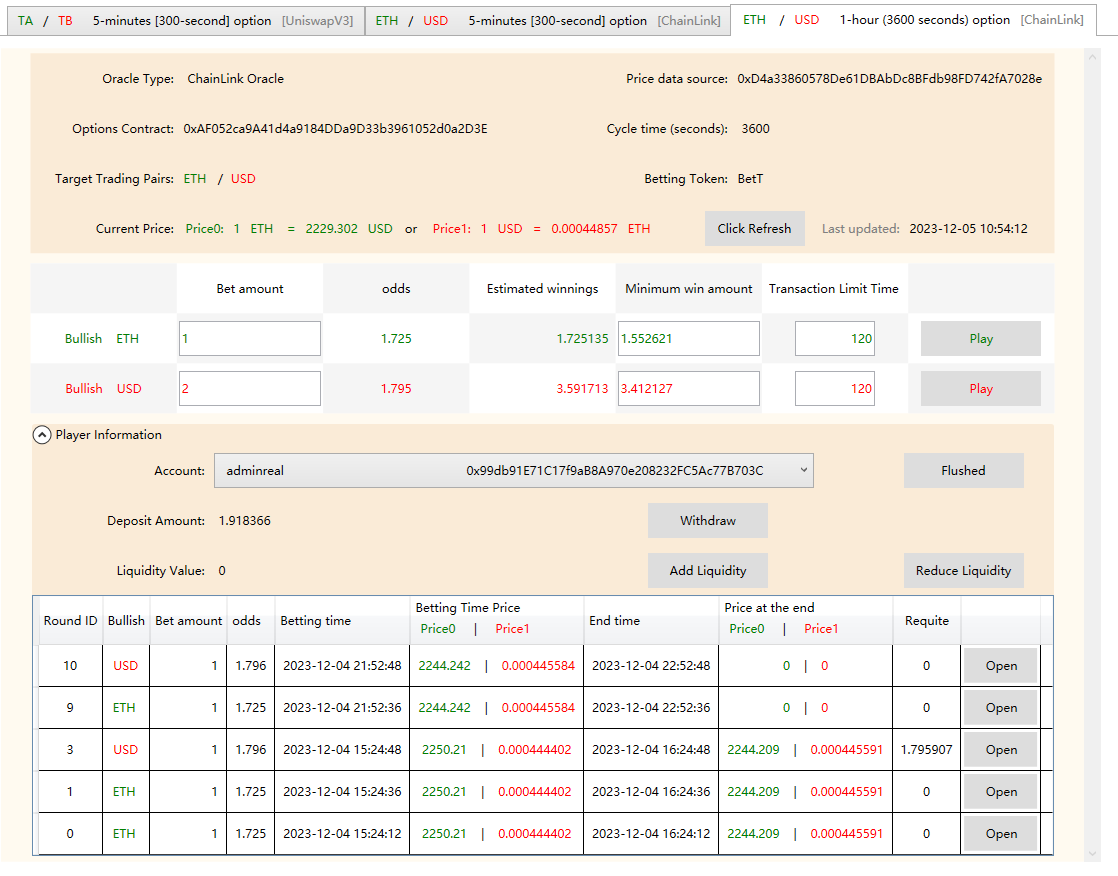 TA / TB 5-minutes [300-second] option [UniswapV3] ETH / USD 5-minutes [300-second] option [ChainLink] ETH / USD 1-hour (3600 seconds) option [ChainLink]
Oracle Type: ChainLink Oracle Price data source: 0xD4a33860578De61DBAbDc8BFdb98FD742fA7028e
Options Contract: 0xAF052ca9A41d4a9184DDa9D33b3961052d0a2D3E Cycle time (seconds): 3600
Target Trading Pairs: ETH / USD Betting Token: BetT
Current Price: Price0: 1 ETH = 2229.302 USD or Price1: 1 USD = 0.00044857 ETH Click Refresh Last updated: 2023-12-05 10:54:12
Bet amount odds Estimated winnings Minimum win amount Transaction Limit Time
Bullish ETH 1 1.725 1.725135 1.552621 120 Play
Bullish USD 2 1.795 3.591713 3.412127 120 Play
Player Information
Account: adminreal 0x99db91E71C17f9aB8A970e208232FC5Ac77B703C Flushed
Deposit Amount: 1.918366 Withdraw
Liquidity Value: 0 Add Liquidity Reduce Liquidity
Round ID Bullish Bet amount odds Betting time Betting Time Price Price0 | Price1 End time Price at the end Price0 | Price1 Requite
10 USD 1 1.796 2023-12-04 21:52:48 2244.242 | 0.000445584 2023-12-04 22:52:48 0 | 0 0 Open
9 ETH 1 1.725 2023-12-04 21:52:36 2244.242 | 0.000445584 2023-12-04 22:52:36 0 | 0 0 Open
3 USD 1 1.796 2023-12-04 15:24:48 2250.21 | 0.000444402 2023-12-04 16:24:48 2244.209 | 0.000445591 1.795907 Open
1 ETH 1 1.725 2023-12-04 15:24:36 2250.21 | 0.000444402 2023-12-04 16:24:36 2244.209 | 0.000445591 0 Open
0 ETH 1 1.725 2023-12-04 15:24:12 2250.21 | 0.000444402 2023-12-04 16:24:12 2244.209 | 0.000445591 0 Open